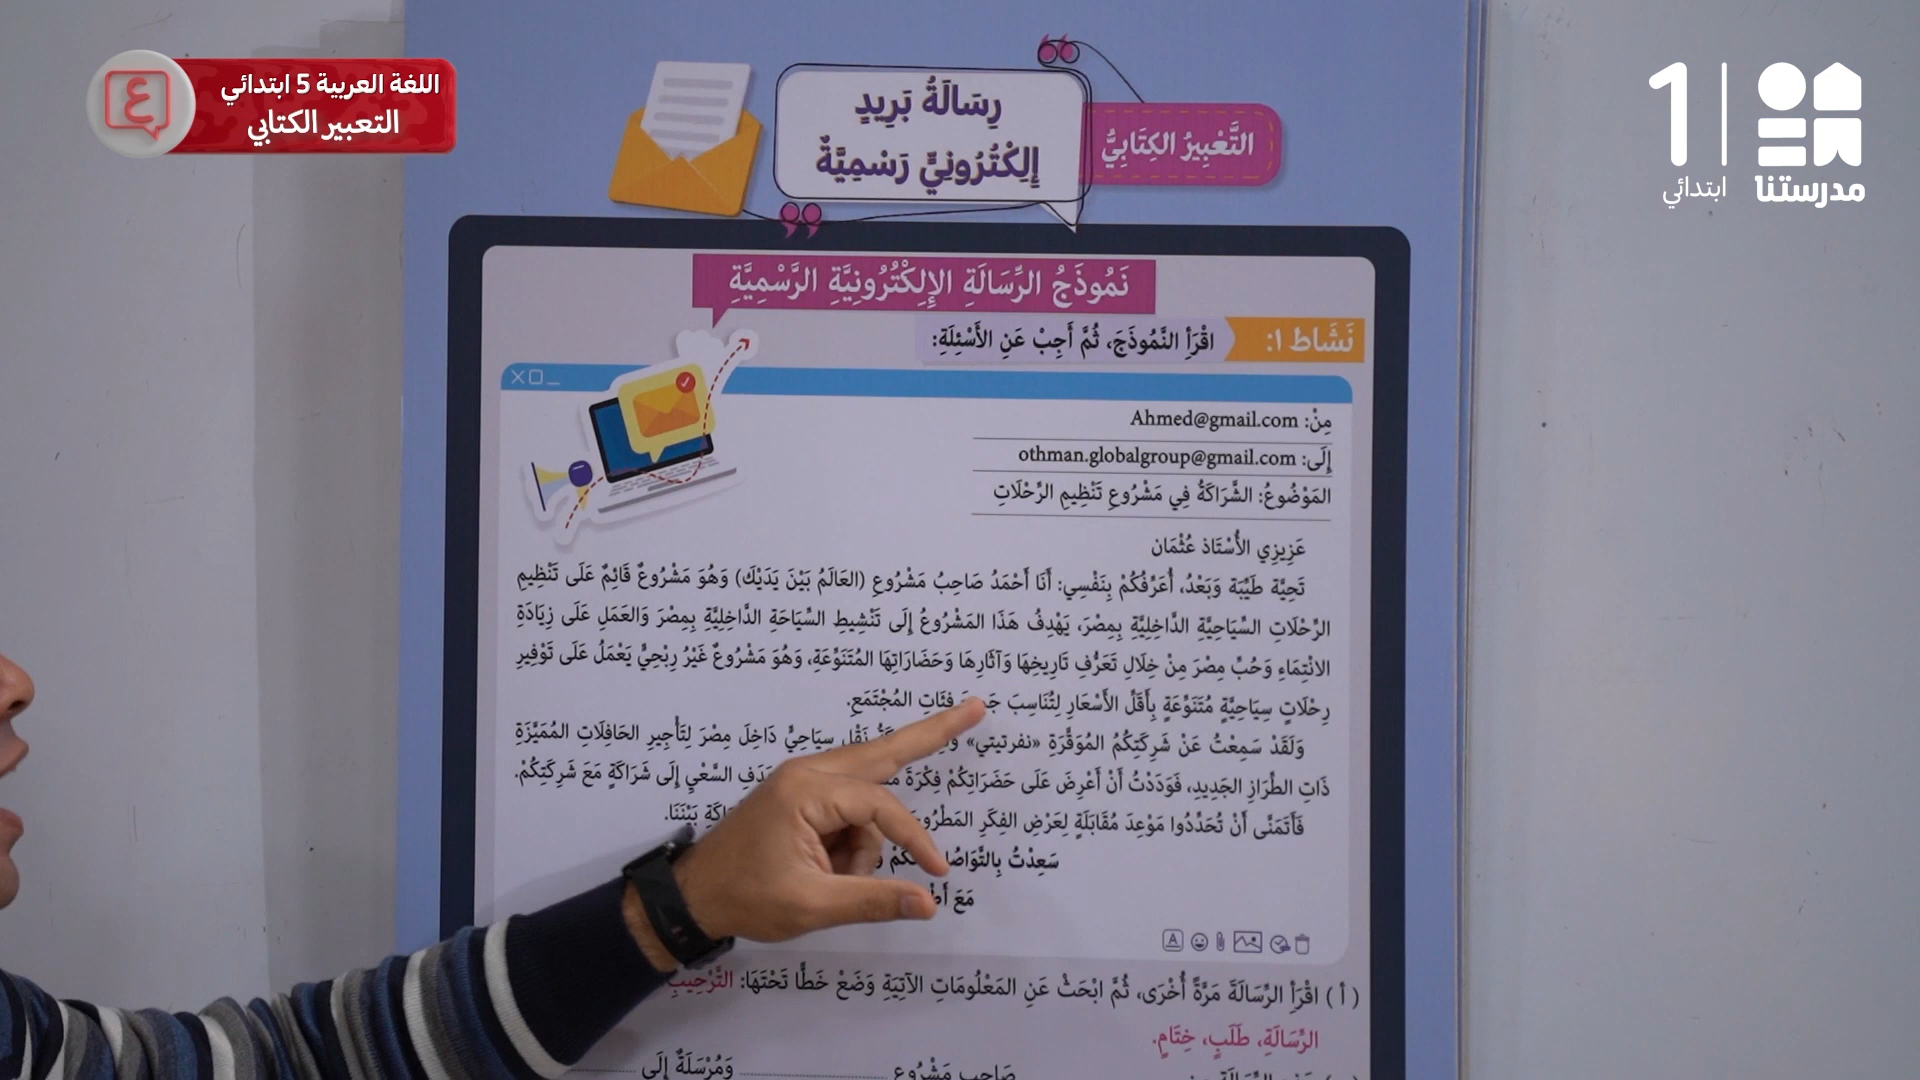 اللغة العربية 5 ابتدائي
التعبير الكتابي
1
ابتدائي
مدرستنا
التَّعْبِيرُ الكِتَابِيُّ
رِسَالَةُ بَرِيدٍ
إِلِكْتُرُونِيٍّ رَسْمِيَّةٌ
نَمُوذَجُ الرِّسَالَةِ الإِلِكْتُرُونِيَّةِ الرَّسْمِيَّةِ
نَشَاط ١:
اقْرَأِ النَّمُوذَجَ، ثُمَّ أَجِبْ عَنِ الأَسْئِلَةِ:
مِنْ: Ahmed@gmail.com
إِلَى: othman.globalgroup@gmail.com
المَوْضُوعُ: الشَّرَاكَةُ فِي مَشْرُوعِ تَنْظِيمِ الرِّحْلَاتِ
عَزِيزِي الأُسْتَاذ عُثْمَان
تَحِيَّة طَيِّبَة وَبَعْدُ، أُعَرِّفُكُمْ بِنَفْسِي: أَنَا أَحْمَدُ صَاحِبُ مَشْرُوعِ (العَالَمُ بَيْنَ يَدَيْكَ) وَهُوَ مَشْرُوعٌ قَائِمٌ عَلَى تَنْظِيمِ
الرِّحْلَاتِ السِّيَاحِيَّةِ الدَّاخِلِيَّةِ بِمِصْرَ، يَهْدِفُ هَذَا المَشْرُوعُ إِلَى تَنْشِيطِ السِّيَاحَةِ الدَّاخِلِيَّةِ بِمِصْرَ وَالعَمَلِ عَلَى زِيَادَةِ
الانْتِمَاءِ وَحُبِّ مِصْرَ مِنْ خِلَالِ تَعَرُّفِ تَارِيخِهَا وَآثَارِهَا وَحَضَارَاتِهَا المُتَنَوِّعَةِ، وَهُوَ مَشْرُوعٌ غَيْرُ رِبْحِيٍّ يَعْمَلُ عَلَى تَوْفِيرِ
رِحْلَاتٍ سِيَاحِيَّةٍ مُتَنَوِّعَةٍ بِأَقَلِّ الأَسْعَارِ لِتُنَاسِبَ فِئَاتِ المُجْتَمَعِ.
وَلَقَدْ سَمِعْتُ عَنْ شَرِكَتِكُمُ المُوَقَّرَةِ «نفرتيتي» نَقْلٍ سِيَاحِيٍّ دَاخِلَ مِصْرَ لِتَأْجِيرِ الحَافِلَاتِ المُمَيَّزَةِ
ذَاتِ الطِّرَازِ الجَدِيدِ، فَوَدَدْتُ أَنْ أَعْرِضَ عَلَى حَضَرَاتِكُمْ فِكْرَةَ السَّعْيِ إِلَى شَرَاكَةٍ مَعَ شَرِكَتِكُمْ.
فَأَتَمَنَّى أَنْ تُحَدِّدُوا مَوْعِدَ مُقَابَلَةٍ لِعَرْضِ الفِكَرِ بَيْنَنَا.
سَعِدْتُ
مَعَ
( أ ) اقْرَأِ الرِّسَالَةَ مَرَّةً أُخْرَى، ثُمَّ ابْحَثْ عَنِ المَعْلُومَاتِ الآتِيَةِ وَضَعْ خَطًّا تَحْتَهَا: التَّرْحِيبِ
الرِّسَالَةِ، طَلَبٍ، خِتَامٍ.
صَاحِبِ مَشْرُوعِ وَمُرْسَلَةٌ إِلَى